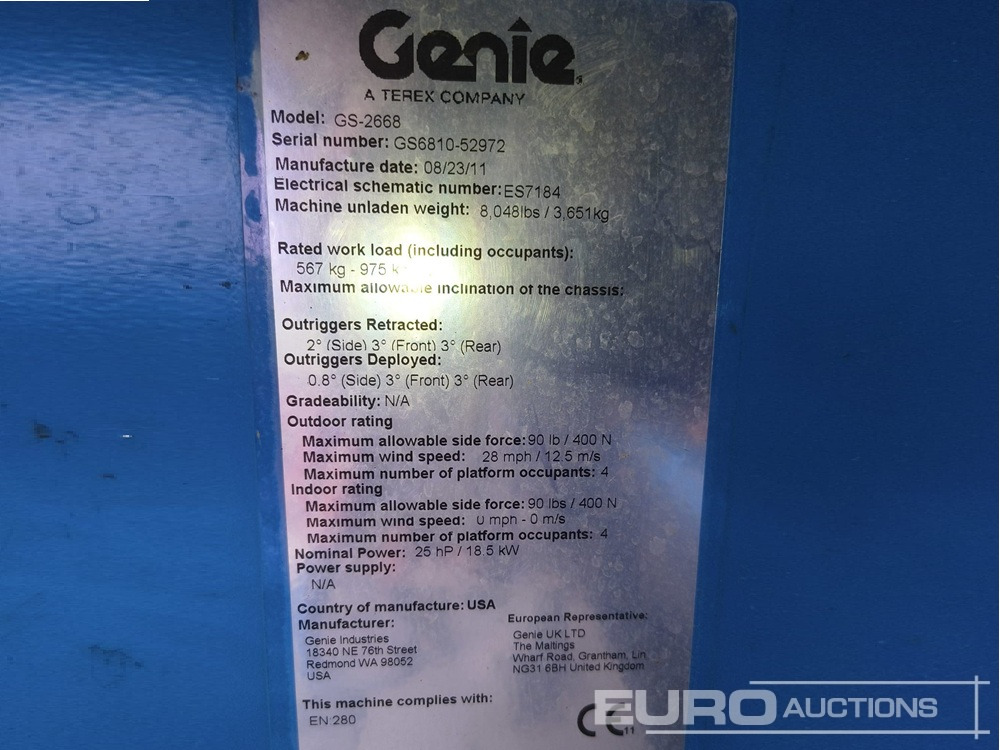 Genie
A TEREX COMPANY
Model: GS-2668
Serial number: GS6810-52972
Manufacture date: 08/23/11
Electrical schematic number: ES7184
Machine unladen weight: 8,048lbs / 3,651kg
Rated work load (including occupants):
567 kg - 975 k
Maximum allowable inclination of the chassis:
Outriggers Retracted:
2° (Side) 3° (Front) 3° (Rear)
Outriggers Deployed:
0.8° (Side) 3° (Front) 3° (Rear)
Gradeability: N/A
Outdoor rating
Maximum allowable side force: 90 lb / 400 N
Maximum wind speed: 28 mph / 12.5 m/s
Maximum number of platform occupants: 4
Indoor rating
Maximum allowable side force: 90 lbs / 400 N
Maximum wind speed: 0 mph - 0 m/s
Maximum number of platform occupants: 4
Nominal Power: 25 hP / 18.5 kW
Power supply:
N/A
Country of manufacture: USA
Manufacturer:
Genie Industries
18340 NE 76th Street
Redmond WA 98052
USA
European Representative:
Genie UK LTD
The Maltings
Wharf Road, Grantham, Lin
NG31 6BH United Kingdom
This machine complies with:
EN 280
CE 11
EURO AUCTIONS